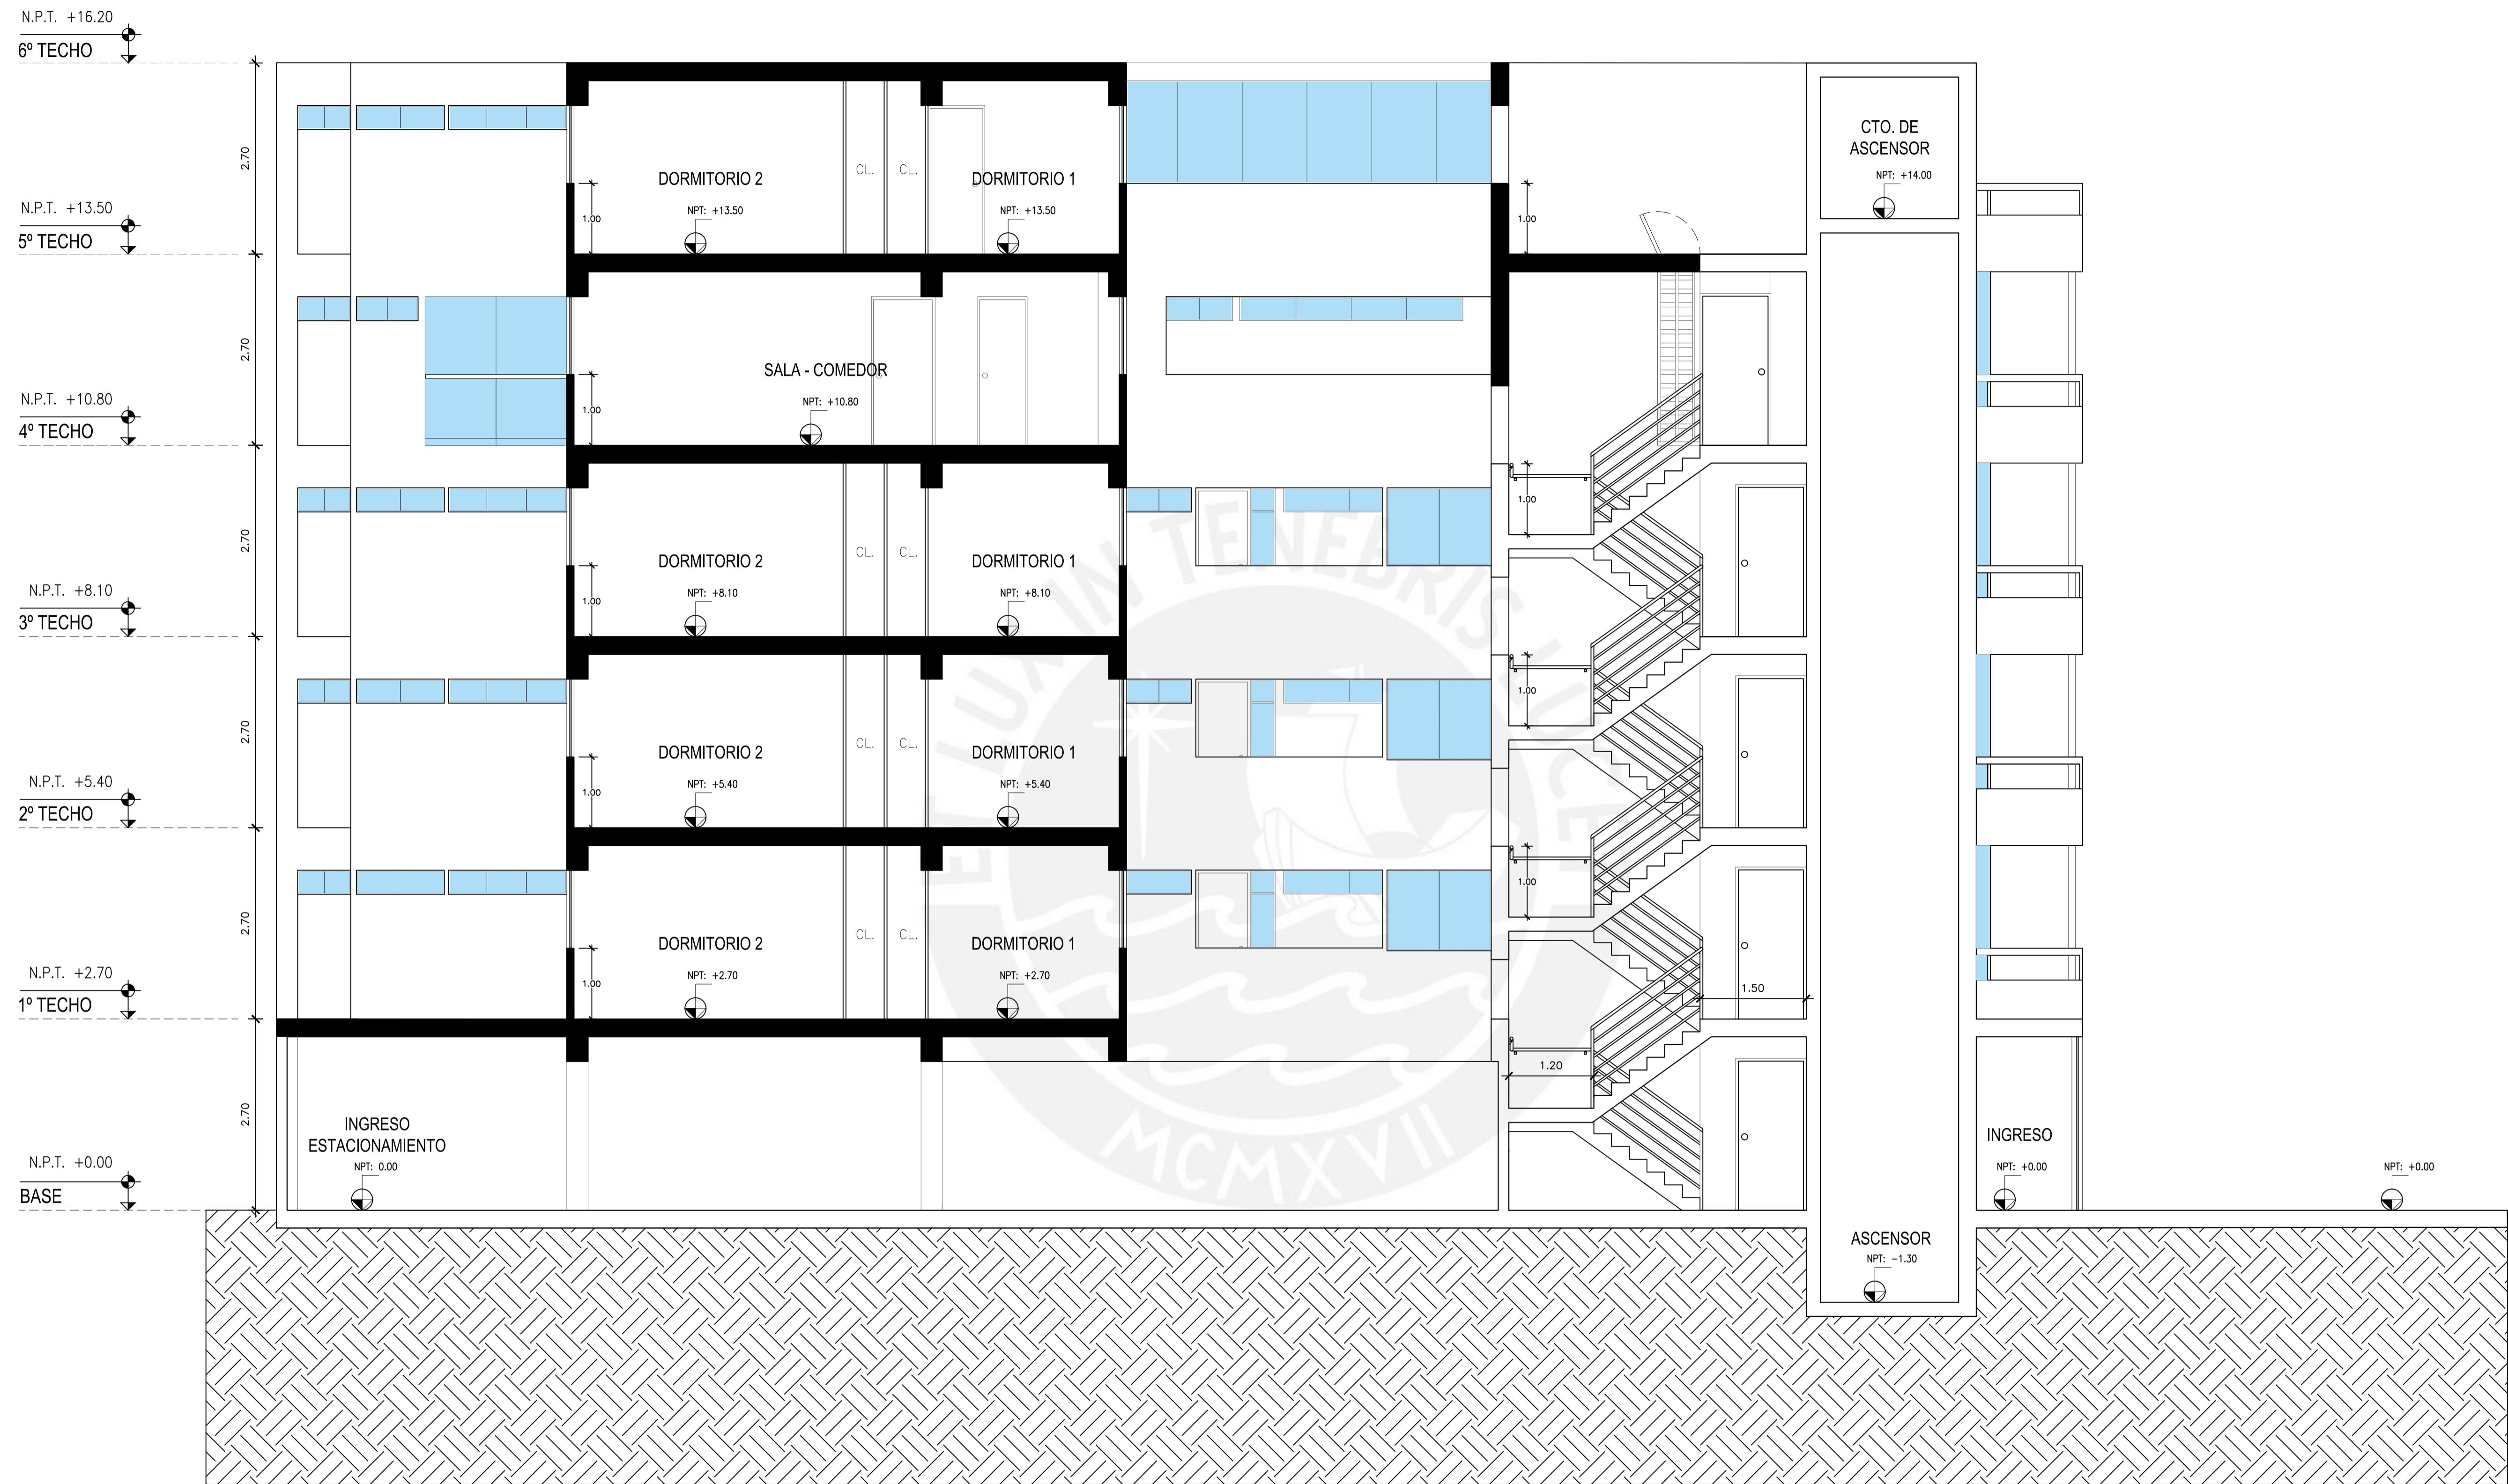 N.P.T. +16.20
6º TECHO
2.70
DORMITORIO 2
NPT: +13.50
CL.
CL.
DORMITORIO 1
NPT: +13.50
1.00
1.00
CTO. DE
ASCENSOR
NPT: +14.00
N.P.T. +13.50
5º TECHO
2.70
SALA - COMEDOR
NPT: +10.80
1.00
N.P.T. +10.80
4º TECHO
2.70
DORMITORIO 2
NPT: +8.10
CL.
CL.
DORMITORIO 1
NPT: +8.10
1.00
1.00
N.P.T. +8.10
3º TECHO
2.70
DORMITORIO 2
NPT: +5.40
CL.
CL.
DORMITORIO 1
NPT: +5.40
1.00
1.00
N.P.T. +5.40
2º TECHO
2.70
DORMITORIO 2
NPT: +2.70
CL.
CL.
DORMITORIO 1
NPT: +2.70
1.00
1.00
1.50
N.P.T. +2.70
1º TECHO
2.70
1.20
INGRESO
ESTACIONAMIENTO
NPT: 0.00
INGRESO
NPT: +0.00
NPT: +0.00
N.P.T. +0.00
BASE
ASCENSOR
NPT: -1.30
ET LUX IN TENEBRIS LUCET
MCMXVII